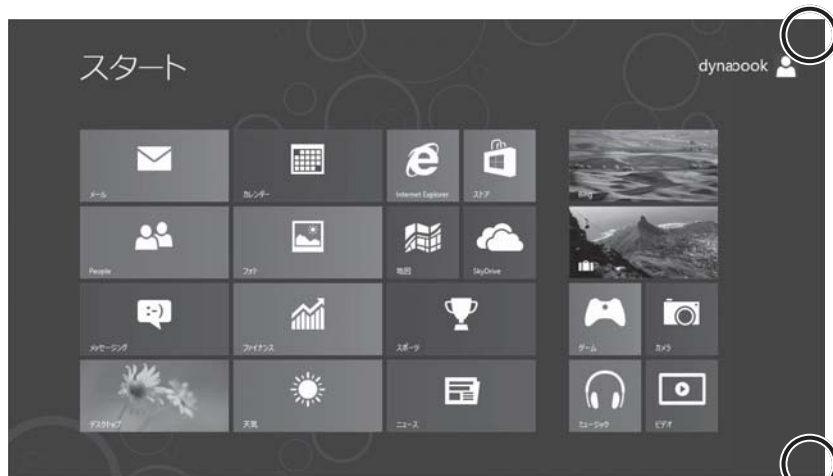 スタート
dynabook
メール
カレンダー
Internet Explorer
ストア
Bing
People
フォト
地図
SkyDrive
メッセージング
ファイナンス
スポーツ
ゲーム
カメラ
デスクトップ
天気
ニュース
ミュージック
ビデオ